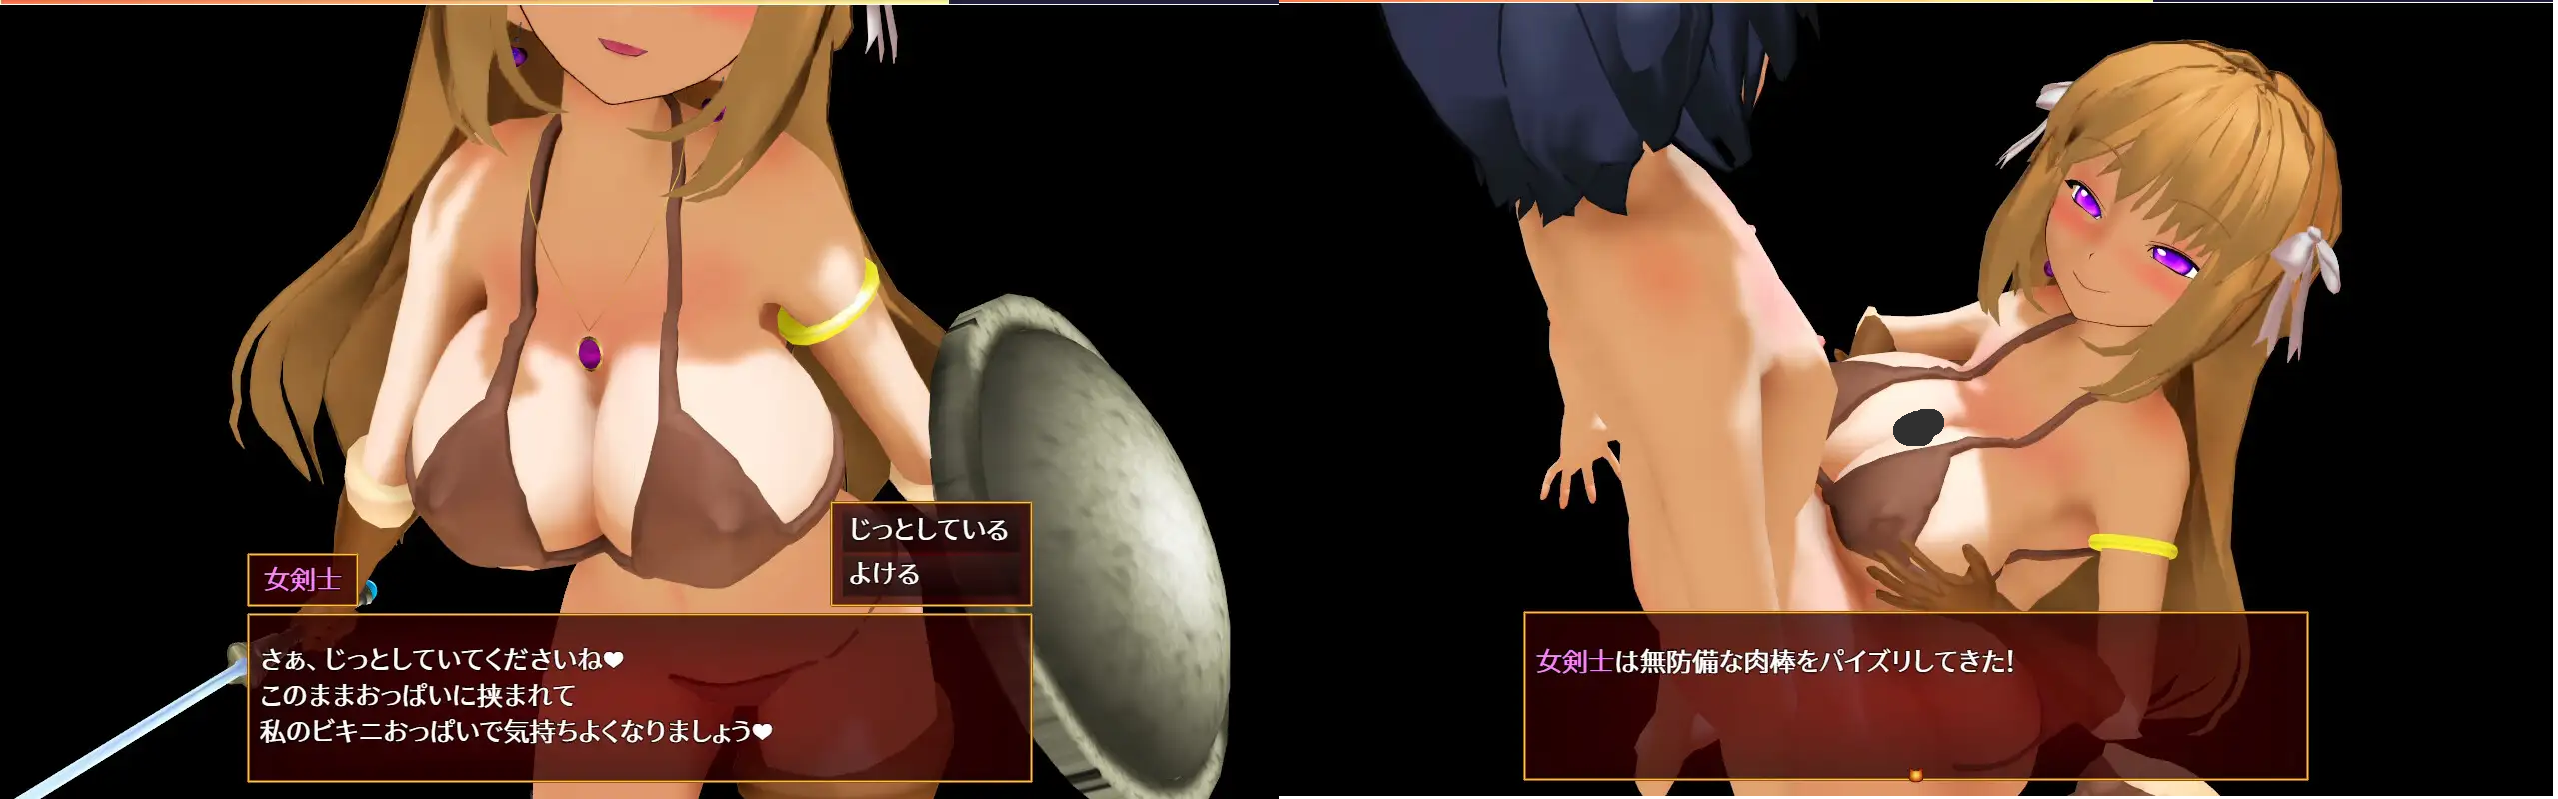 じっとしている
よける
女剣士
さぁ、じっとしていてくださいね♥
このままおっぱいに挟まれて
私のビキニおっぱいで気持ちよくなりましょう♥
女剣士は無防備な肉棒をパイズリしてきた!